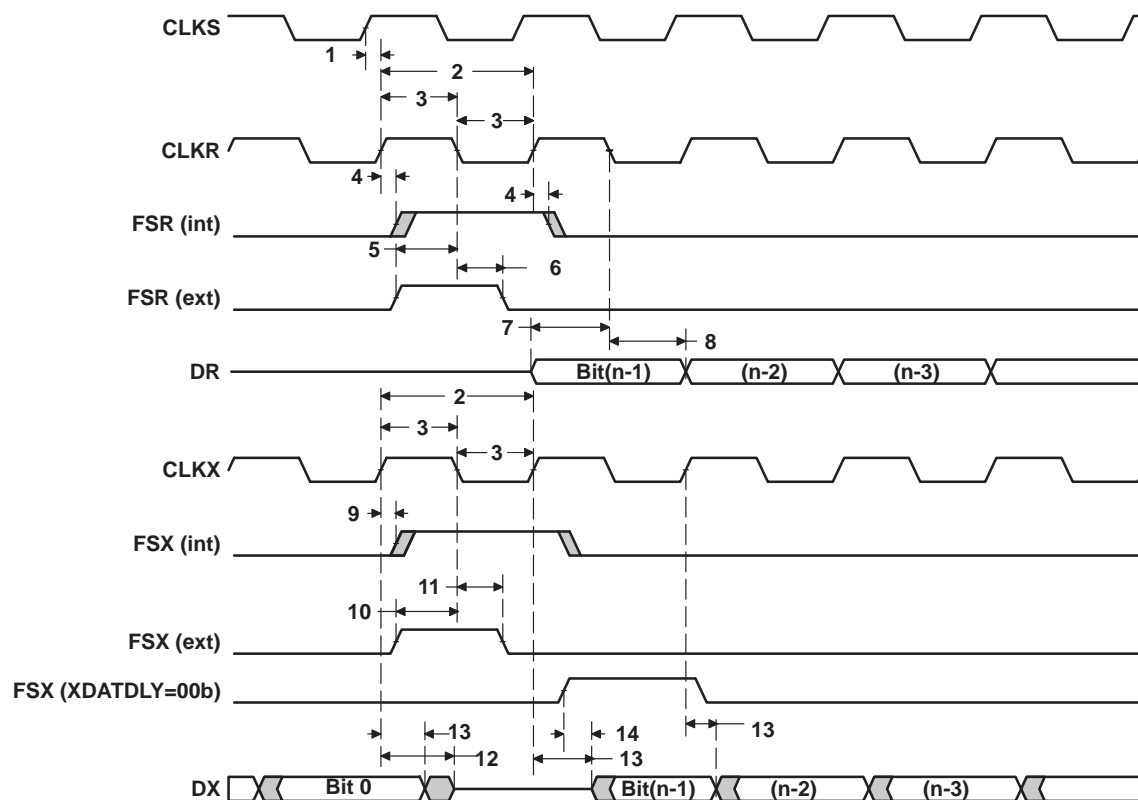 CLKS
1
2
3
3
CLKR
4
4
FSR (int)
5
6
FSR (ext)
7
8
DR
Bit(n-1)
(n-2)
(n-3)
2
3
3
CLKX
9
FSX (int)
11
10
FSX (ext)
FSX (XDATDLY=00b)
13
14
13
12
13
DX
Bit 0
Bit(n-1)
(n-2)
(n-3)